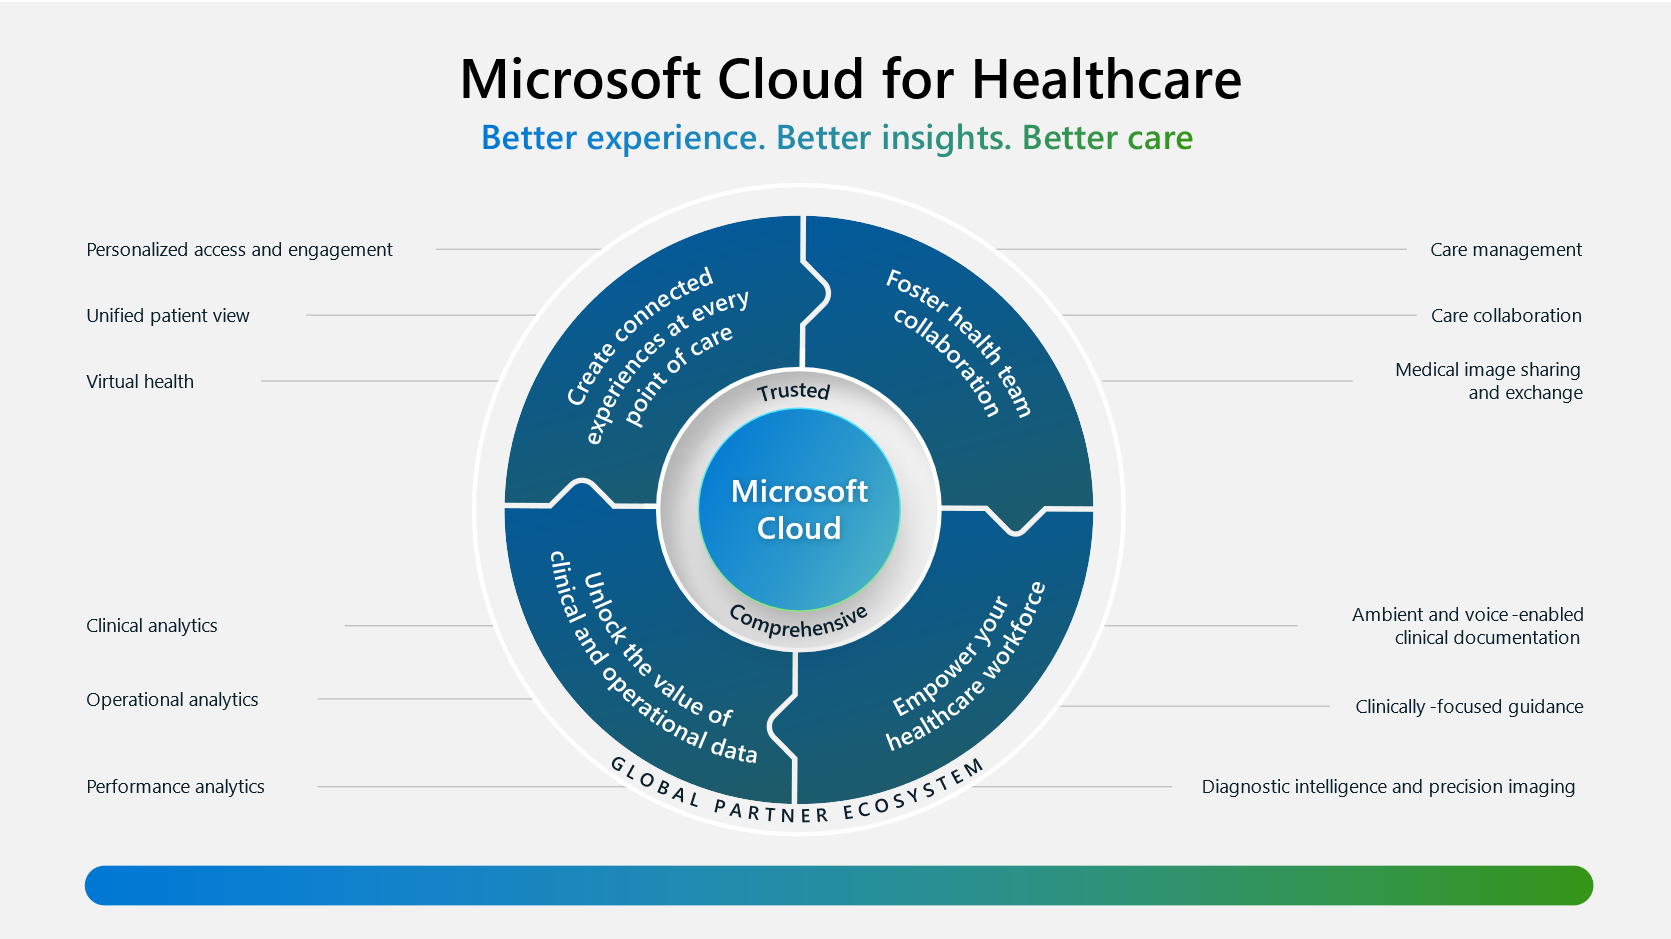 Microsoft Cloud for Healthcare
Better experience. Better insights. Better care
Personalized access and engagement
Unified patient view
Virtual health
Create connected
experiences at every
point of care
Foster health team
collaboration
Care management
Care collaboration
Medical image sharing
and exchange
Trusted
Microsoft
Cloud
Comprehensive
Clinical analytics
Operational analytics
Performance analytics
Unlock the value of
clinical and operational data
Empower your
healthcare workforce
Ambient and voice-enabled
clinical documentation
Clinically-focused guidance
Diagnostic intelligence and precision imaging
GLOBAL PARTNER ECOSYSTEM